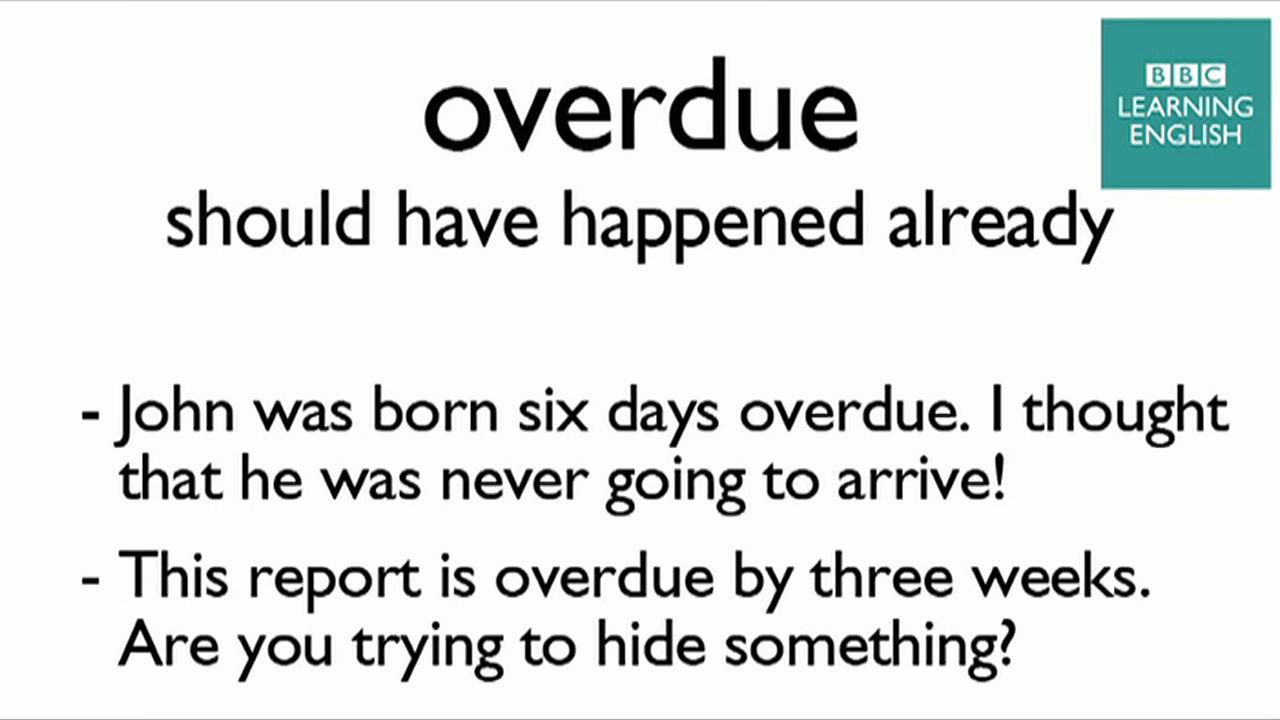 overdue
BBC
LEARNING
ENGLISH
should have happened already
- John was born six days overdue. I thought
that he was never going to arrive!
- This report is overdue by three weeks.
Are you trying to hide something?